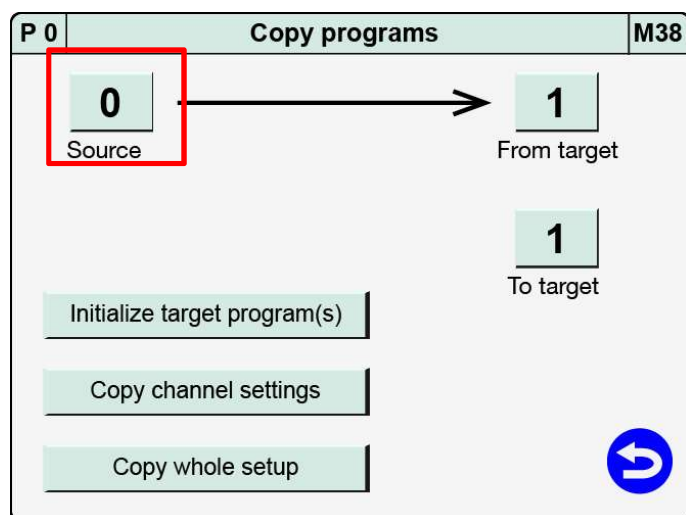 P 0 Copy programs M38
0 1
Source From target
1
To target
Initialize target program(s)
Copy channel settings
Copy whole setup